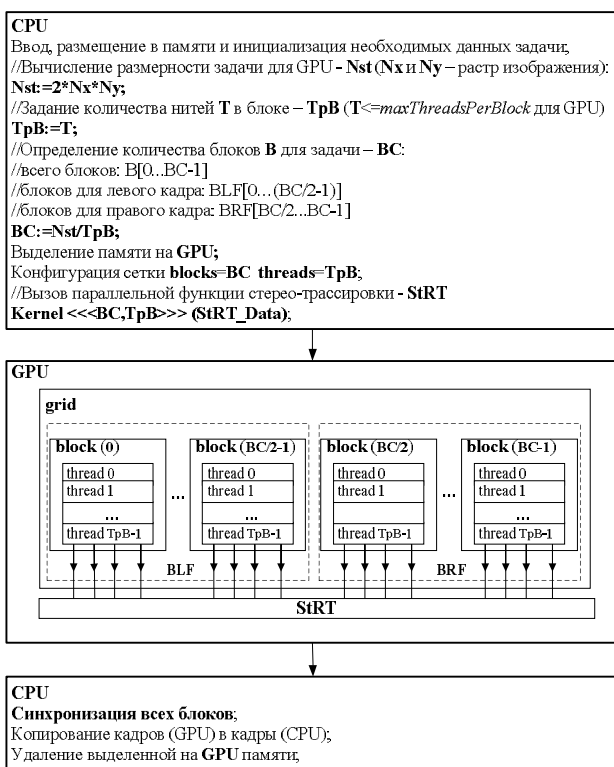 CPU
Ввод, размещение в памяти и инициализация необходимых данных задачи;
//Вычисление размерности задачи для GPU - Nst (Nx и Ny – растр изображения):
Nst:=2*Nx*Ny;
//Задание количества нитей T в блоке – TpB (T<=maxThreadsPerBlock для GPU)
TpB:=T;
//Определение количества блоков B для задачи – BC:
//всего блоков: B[0...BC-1]
//блоков для левого кадра: BLF[0…(BC/2-1)]
//блоков для правого кадра: BRF[BC/2...BC-1]
BC:=Nst/TpB;
Выделение памяти на GPU;
Конфигурация сетки blocks=BC threads=TpB;
//Вызов параллельной функции стерео-трассировки - StRT
Kernel <<<BC,TpB>>> (StRT_Data);
GPU
grid
block (0) block (BC/2-1) block (BC/2) block (BC-1)
thread 0 thread 0 thread 0 thread 0
thread 1 thread 1 thread 1 thread 1
... ...
... ... ... ...
thread TpB-1 thread TpB-1 thread TpB-1 thread TpB-1
BLF BRF
StRT
CPU
Синхронизация всех блоков;
Копирование кадров (GPU) в кадры (CPU);
Удаление выделенной на GPU памяти;